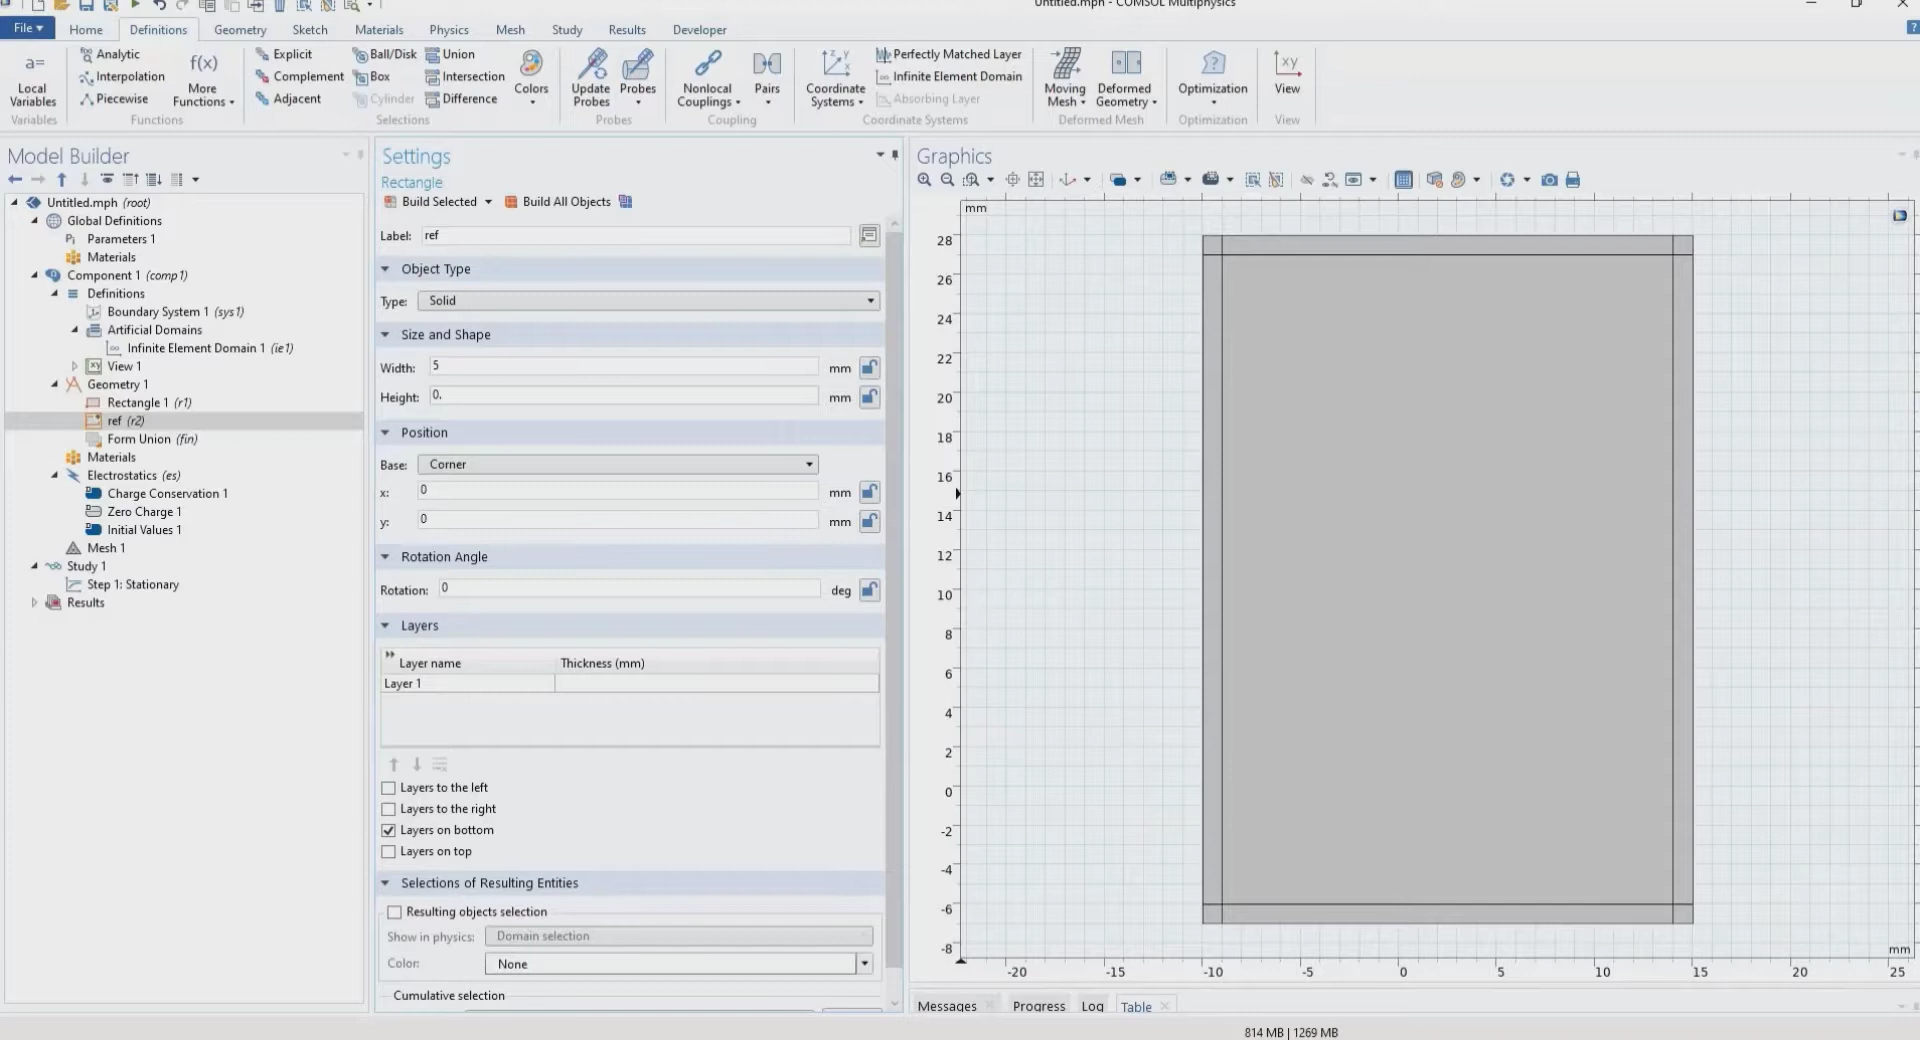 Untitled.mph - COMSOL Multiphysics
File Home Definitions Geometry Sketch Materials Physics Mesh Study Results Developer
a=
Local
Variables
Variables
Analytic
Interpolation
Piecewise
f(x)
More
Functions
Functions
Explicit
Complement
Adjacent
Ball/Disk
Box
Cylinder
Union
Intersection
Difference
Colors
Selections
Update
Probes
Probes
Probes
Nonlocal
Couplings
Pairs
Coupling
Coordinate
Systems
Perfectly Matched Layer
Infinite Element Domain
Absorbing Layer
Coordinate Systems
Moving
Mesh
Deformed
Geometry
Deformed Mesh
Optimization
Optimization
View
View
Model Builder
Untitled.mph (root)
Global Definitions
Parameters 1
Materials
Component 1 (comp1)
Definitions
Boundary System 1 (sys1)
Artificial Domains
Infinite Element Domain 1 (ie1)
View 1
Geometry 1
Rectangle 1 (r1)
ref (r2)
Form Union (fin)
Materials
Electrostatics (es)
Charge Conservation 1
Zero Charge 1
Initial Values 1
Mesh 1
Study 1
Step 1: Stationary
Results
Settings
Rectangle
Build Selected Build All Objects
Label: ref
Object Type
Type: Solid
Size and Shape
Width: 5 mm
Height: 0. mm
Position
Base: Corner
x: 0 mm
y: 0 mm
Rotation Angle
Rotation: 0 deg
Layers
Layer name Thickness (mm)
Layer 1
Layers to the left
Layers to the right
Layers on bottom
Layers on top
Selections of Resulting Entities
Resulting objects selection
Show in physics: Domain selection
Color: None
Cumulative selection
Graphics
mm
28
26
24
22
20
18
16
14
12
10
8
6
4
2
0
-2
-4
-6
-8
mm
-20 -15 -10 -5 0 5 10 15 20 25
Messages Progress Log Table
814 MB | 1269 MB